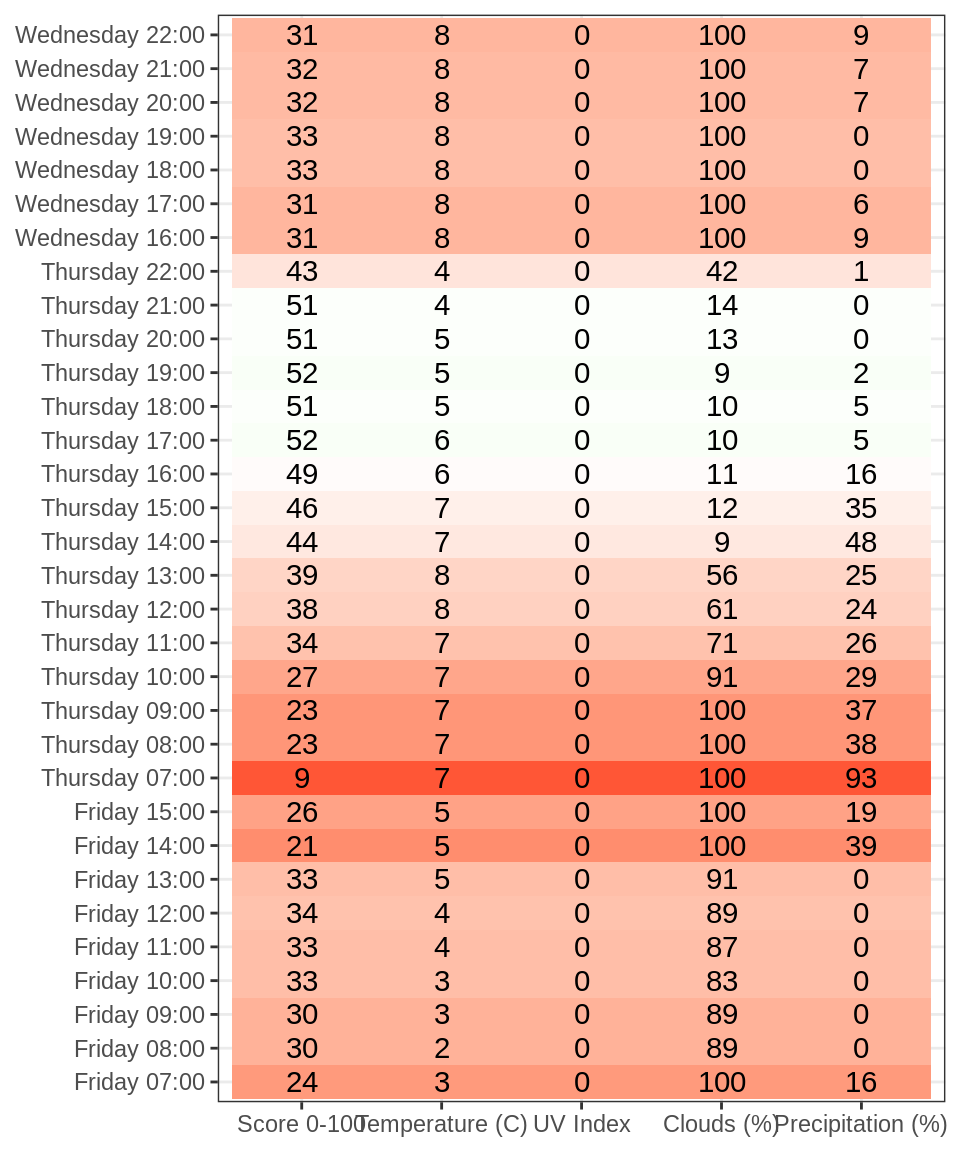 Wednesday 22:00 31 8 0 100 9
Wednesday 21:00 32 8 0 100 7
Wednesday 20:00 32 8 0 100 7
Wednesday 19:00 33 8 0 100 0
Wednesday 18:00 33 8 0 100 0
Wednesday 17:00 31 8 0 100 6
Wednesday 16:00 31 8 0 100 9
Thursday 22:00 43 4 0 42 1
Thursday 21:00 51 4 0 14 0
Thursday 20:00 51 5 0 13 0
Thursday 19:00 52 5 0 9 2
Thursday 18:00 51 5 0 10 5
Thursday 17:00 52 6 0 10 5
Thursday 16:00 49 6 0 11 16
Thursday 15:00 46 7 0 12 35
Thursday 14:00 44 7 0 9 48
Thursday 13:00 39 8 0 56 25
Thursday 12:00 38 8 0 61 24
Thursday 11:00 34 7 0 71 26
Thursday 10:00 27 7 0 91 29
Thursday 09:00 23 7 0 100 37
Thursday 08:00 23 7 0 100 38
Thursday 07:00 9 7 0 100 93
Friday 15:00 26 5 0 100 19
Friday 14:00 21 5 0 100 39
Friday 13:00 33 5 0 91 0
Friday 12:00 34 4 0 89 0
Friday 11:00 33 4 0 87 0
Friday 10:00 33 3 0 83 0
Friday 09:00 30 3 0 89 0
Friday 08:00 30 2 0 89 0
Friday 07:00 24 3 0 100 16
Score 0-100 Temperature (C) UV Index Clouds (%) Precipitation (%)